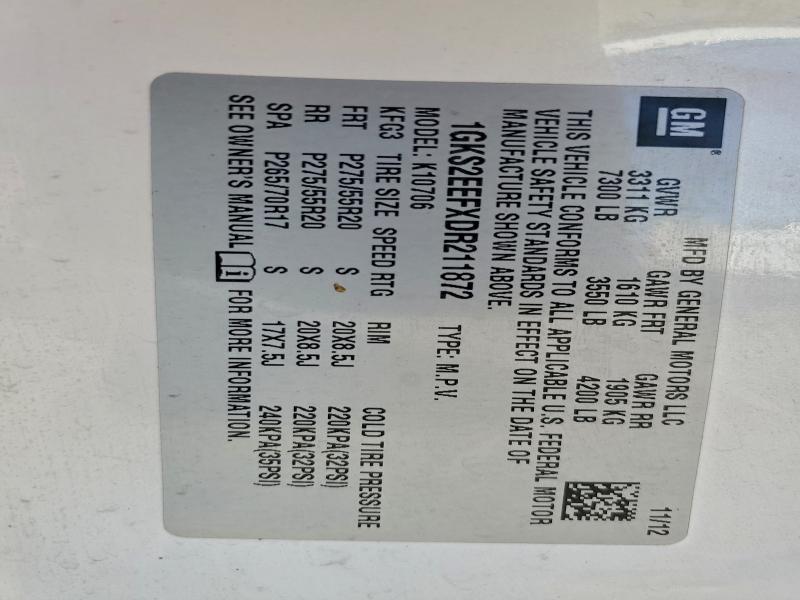 GM®
MFD BY GENERAL MOTORS LLC 11/12
GVWR GAWR FRT GAWR RR
3311 KG 1610 KG 1905 KG
7300 LB 3550 LB 4200 LB
THIS VEHICLE CONFORMS TO ALL APPLICABLE U.S. FEDERAL MOTOR
VEHICLE SAFETY STANDARDS IN EFFECT ON THE DATE OF
MANUFACTURE SHOWN ABOVE.
1GKS2EEFXDR211872 TYPE: M.P.V.
MODEL: K10706
KFG3 TIRE SIZE SPEED RTG RIM COLD TIRE PRESSURE
FRT P275/55R20 S 20X8.5J 220KPA(32PSI)
RR P275/55R20 S 20X8.5J 220KPA(32PSI)
SPA P265/70R17 S 17X7.5J 240KPA(35PSI)
SEE OWNER'S MANUAL FOR MORE INFORMATION.